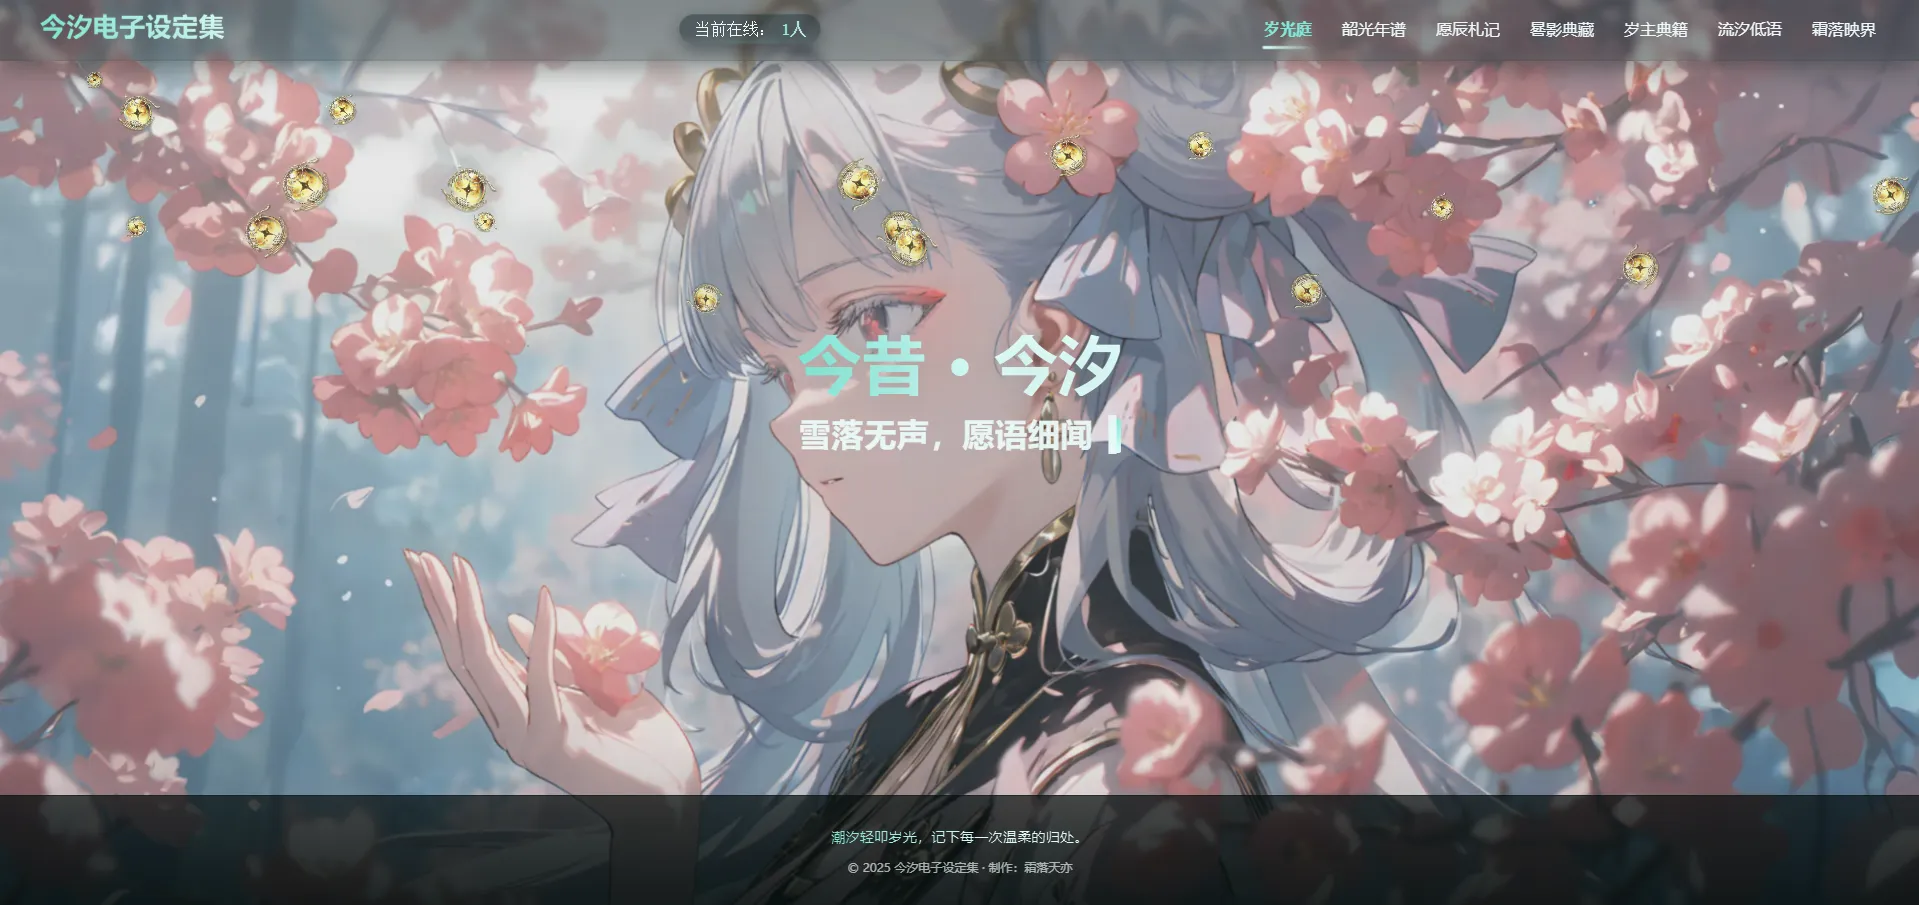 今汐电子设定集
当前在线： 1人
岁光庭 韶光年谱 愿辰札记 晷影典藏 岁主典籍 流汐低语 霜落映界
今昔·今汐
雪落无声，愿语细闻
潮汐轻叩岁光，记下每一次温柔的归处。
© 2025 今汐电子设定集 · 制作：霜落天亦